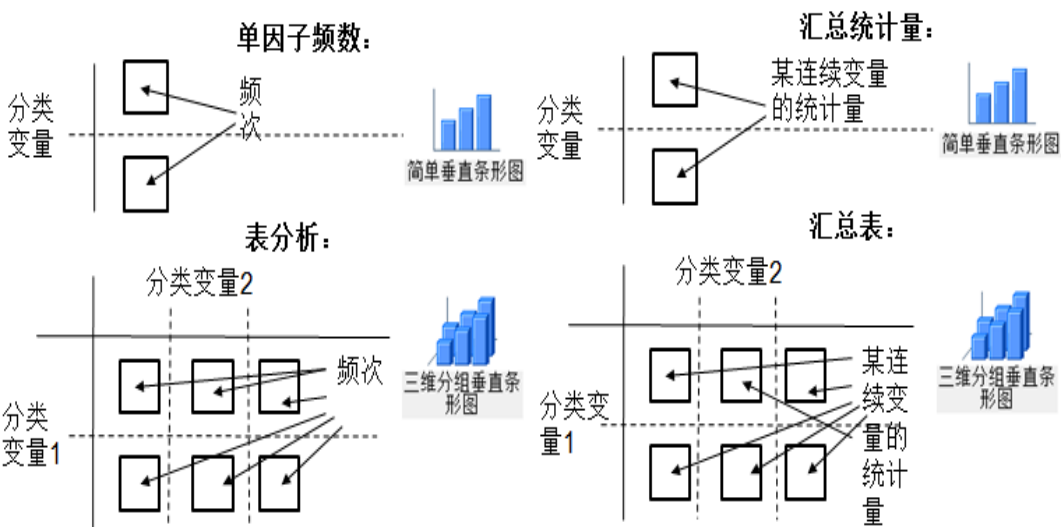 单因子频数：
分类
变量
频
次
简单垂直条形图
汇总统计量：
分类
变量
某连续变量
的统计量
简单垂直条形图
表分析：
分类变量2
分类
变量1
频次
三维分组垂直条
形图
汇总表：
分类变量2
分类变
量1
某连
续变
量的
统计
量
三维分组垂直条
形图